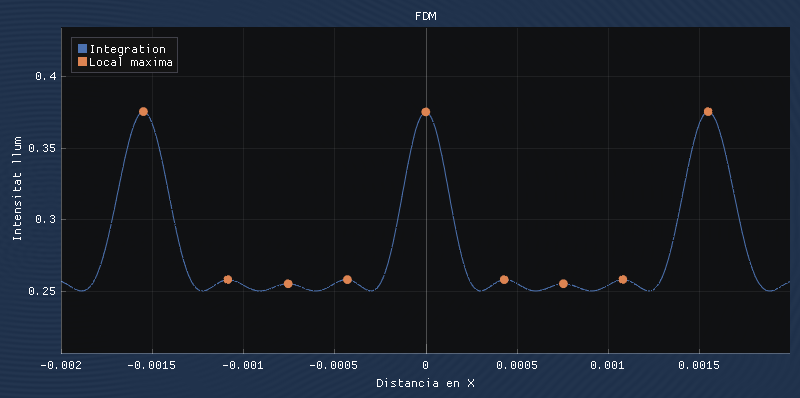 FDM
Integration
Local maxima
0.4
0.35
0.3
0.25
Intensitat llum
-0.002
-0.0015
-0.001
-0.0005
0
0.0005
0.001
0.0015
Distancia en X